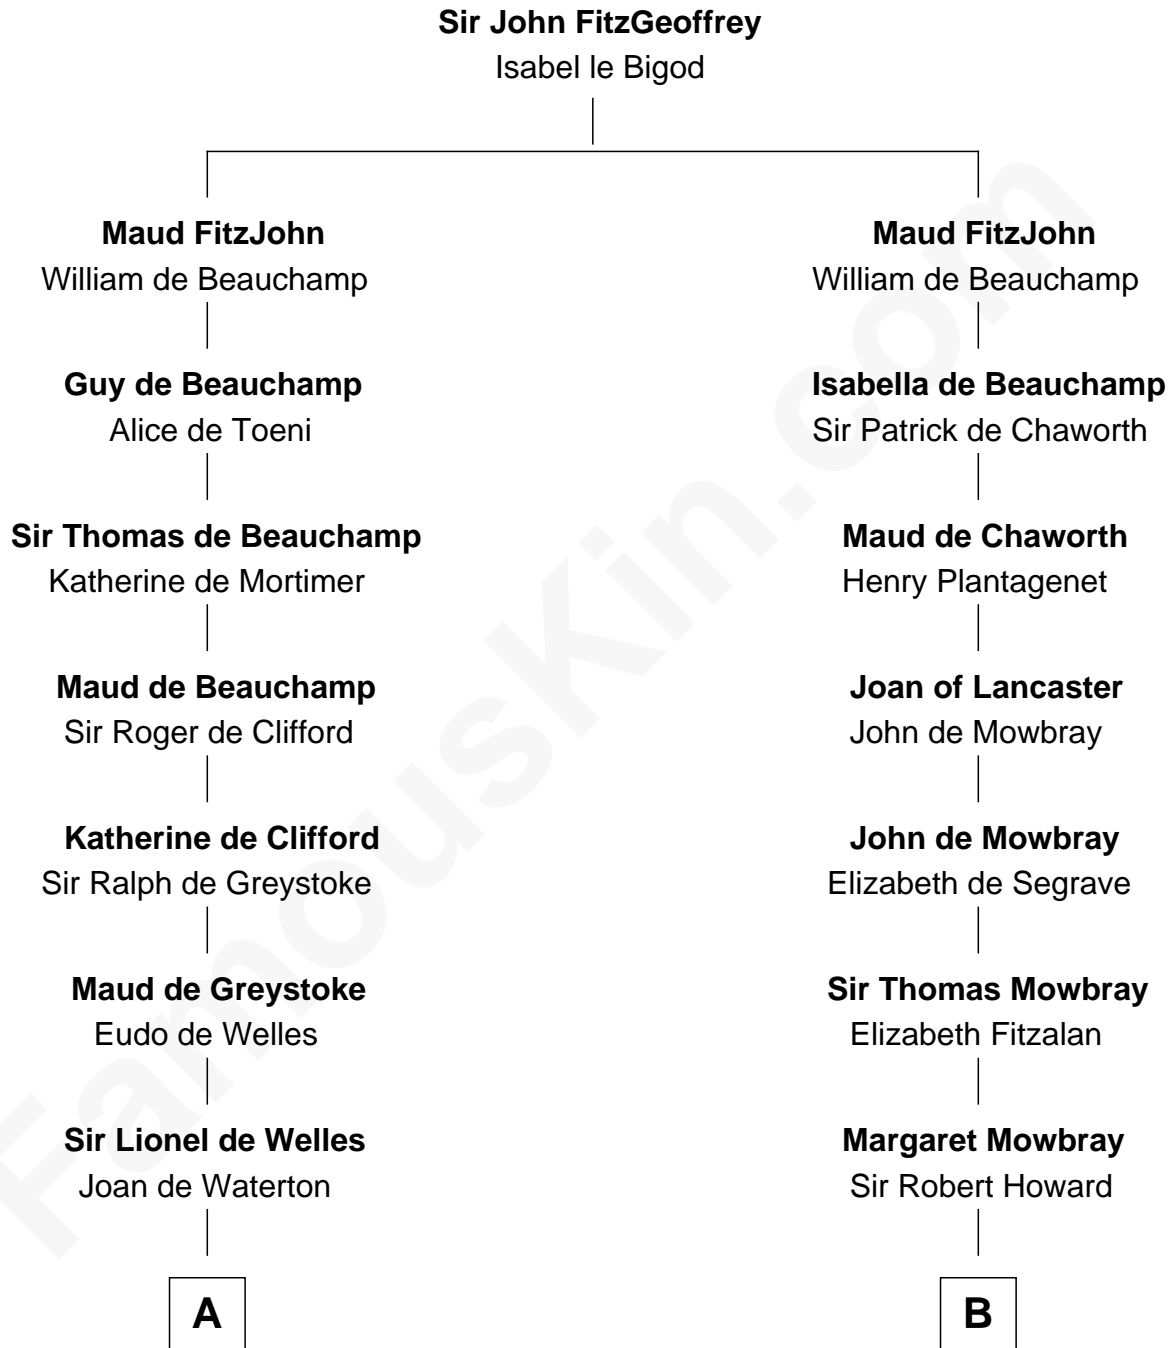 Sir John FitzGeoffrey
Isabel le Bigod
Maud FitzJohn
William de Beauchamp
Maud FitzJohn
William de Beauchamp
Guy de Beauchamp
Alice de Toeni
Isabella de Beauchamp
Sir Patrick de Chaworth
Sir Thomas de Beauchamp
Katherine de Mortimer
Maud de Chaworth
Henry Plantagenet
Maud de Beauchamp
Sir Roger de Clifford
Joan of Lancaster
John de Mowbray
Katherine de Clifford
Sir Ralph de Greystoke
John de Mowbray
Elizabeth de Segrave
Maud de Greystoke
Eudo de Welles
Sir Thomas Mowbray
Elizabeth Fitzalan
Sir Lionel de Welles
Joan de Waterton
Margaret Mowbray
Sir Robert Howard
A
B
FamousKin.com